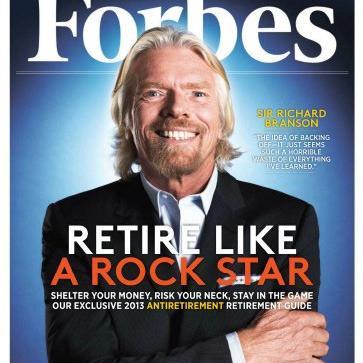 Forbes
SIR RICHARD
BRANSON
"THE IDEA OF BACKING
OFF—IT JUST SEEMS
SUCH A HORRIBLE
WASTE OF EVERYTHING
I'VE LEARNED."
RETIRE LIKE
A ROCK STAR
SHELTER YOUR MONEY, RISK YOUR NECK, STAY IN THE GAME
OUR EXCLUSIVE 2013 ANTIRETIREMENT RETIREMENT GUIDE